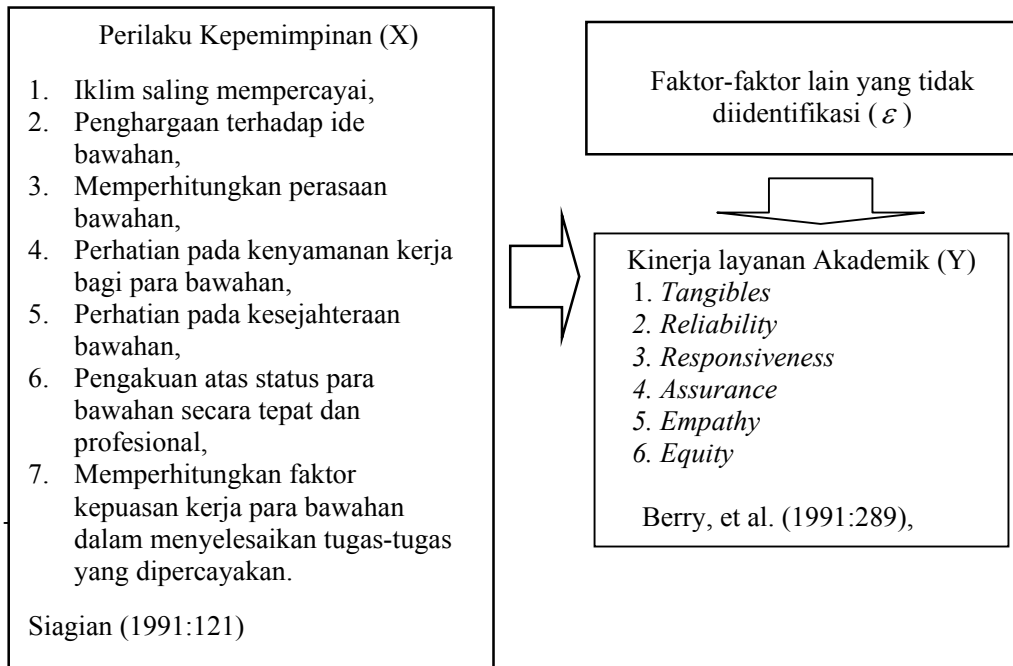 Perilaku Kepemimpinan (X)
1. Iklim saling mempercayai,
2. Penghargaan terhadap ide
bawahan,
3. Memperhitungkan perasaan
bawahan,
4. Perhatian pada kenyamanan kerja
bagi para bawahan,
5. Perhatian pada kesejahteraan
bawahan,
6. Pengakuan atas status para
bawahan secara tepat dan
profesional,
7. Memperhitungkan faktor
kepuasan kerja para bawahan
dalam menyelesaikan tugas-tugas
yang dipercayakan.
Siagian (1991:121)
Faktor-faktor lain yang tidak
diidentifikasi ( ε )
Kinerja layanan Akademik (Y)
1. Tangibles
2. Reliability
3. Responsiveness
4. Assurance
5. Empathy
6. Equity
Berry, et al. (1991:289),